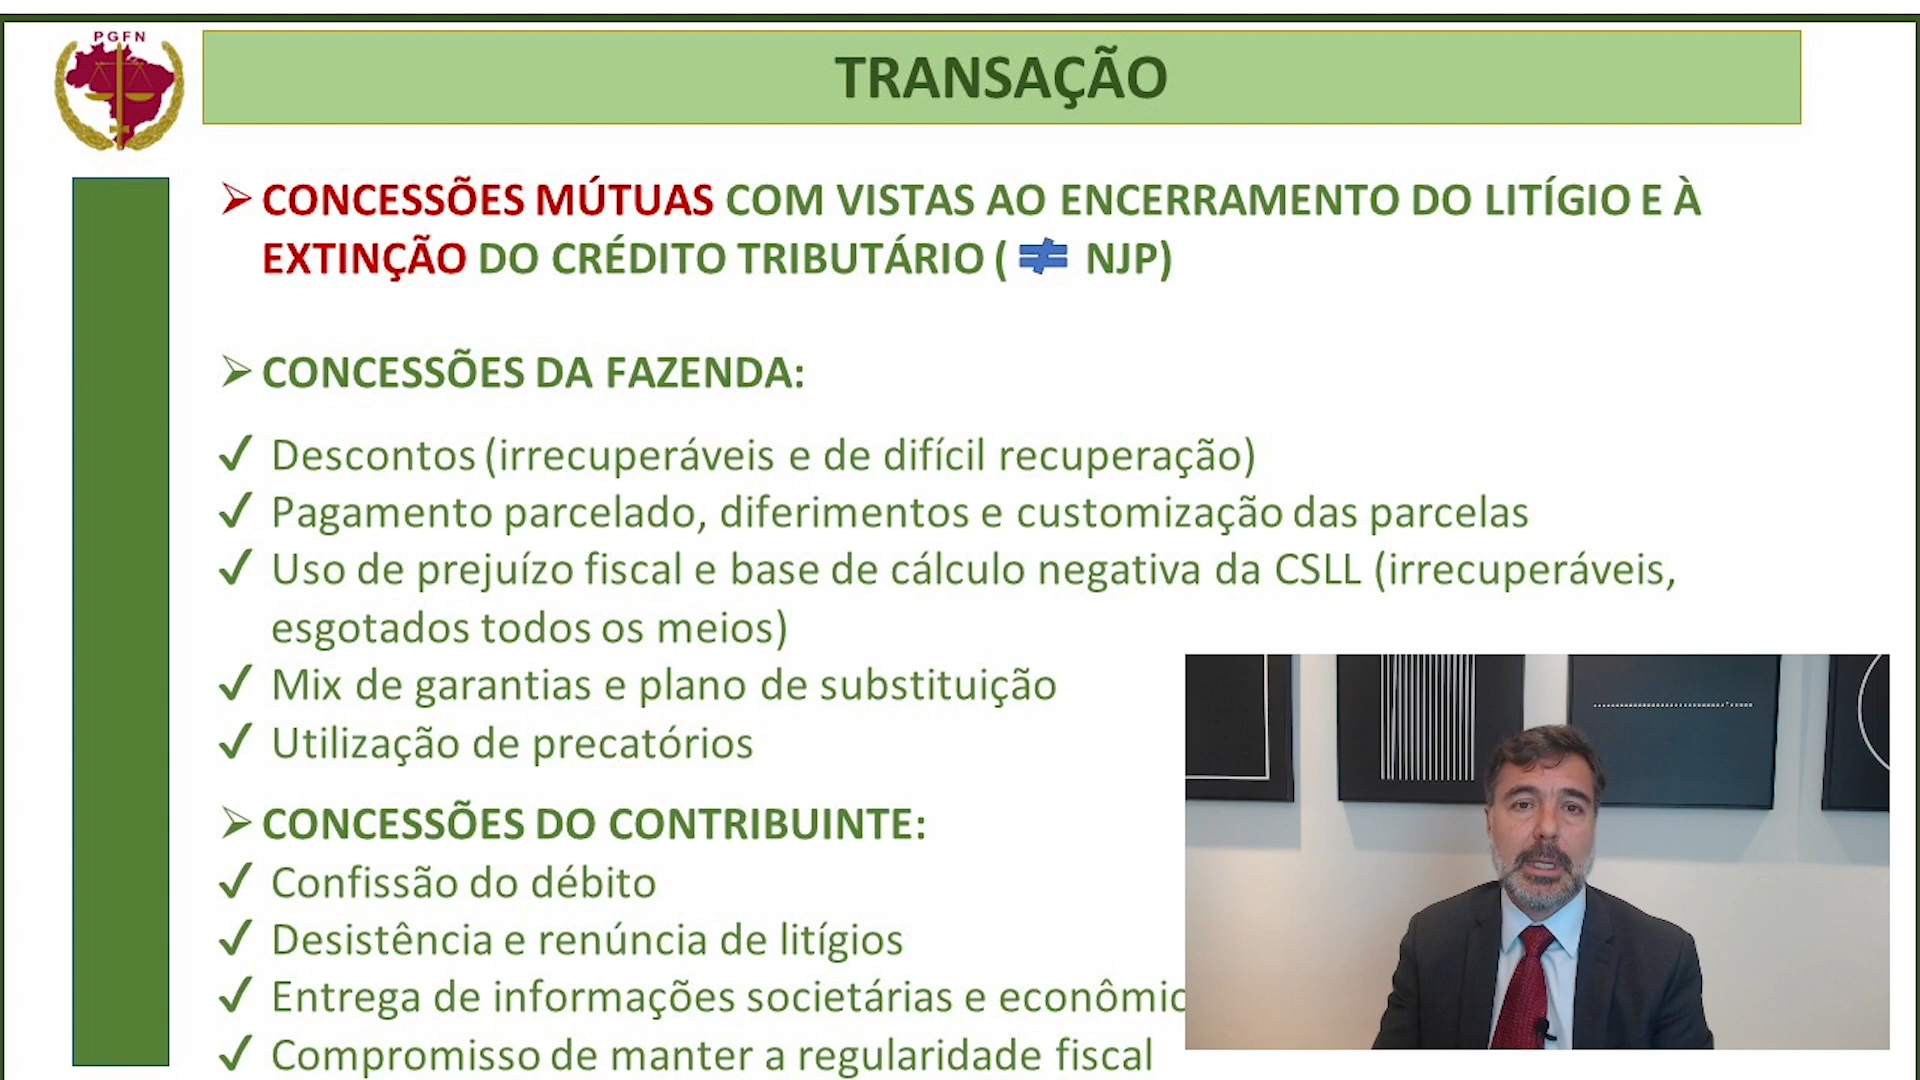 PGFN
TRANSAÇÃO
➢ CONCESSÕES MÚTUAS COM VISTAS AO ENCERRAMENTO DO LITÍGIO E À
EXTINÇÃO DO CRÉDITO TRIBUTÁRIO ( ≠ NJP)
➢ CONCESSÕES DA FAZENDA:
✓ Descontos (irrecuperáveis e de difícil recuperação)
✓ Pagamento parcelado, diferimentos e customização das parcelas
✓ Uso de prejuízo fiscal e base de cálculo negativa da CSLL (irrecuperáveis,
esgotados todos os meios)
✓ Mix de garantias e plano de substituição
✓ Utilização de precatórios
➢ CONCESSÕES DO CONTRIBUINTE:
✓ Confissão do débito
✓ Desistência e renúncia de litígios
✓ Entrega de informações societárias e
✓ Compromisso de manter a regularidade fiscal